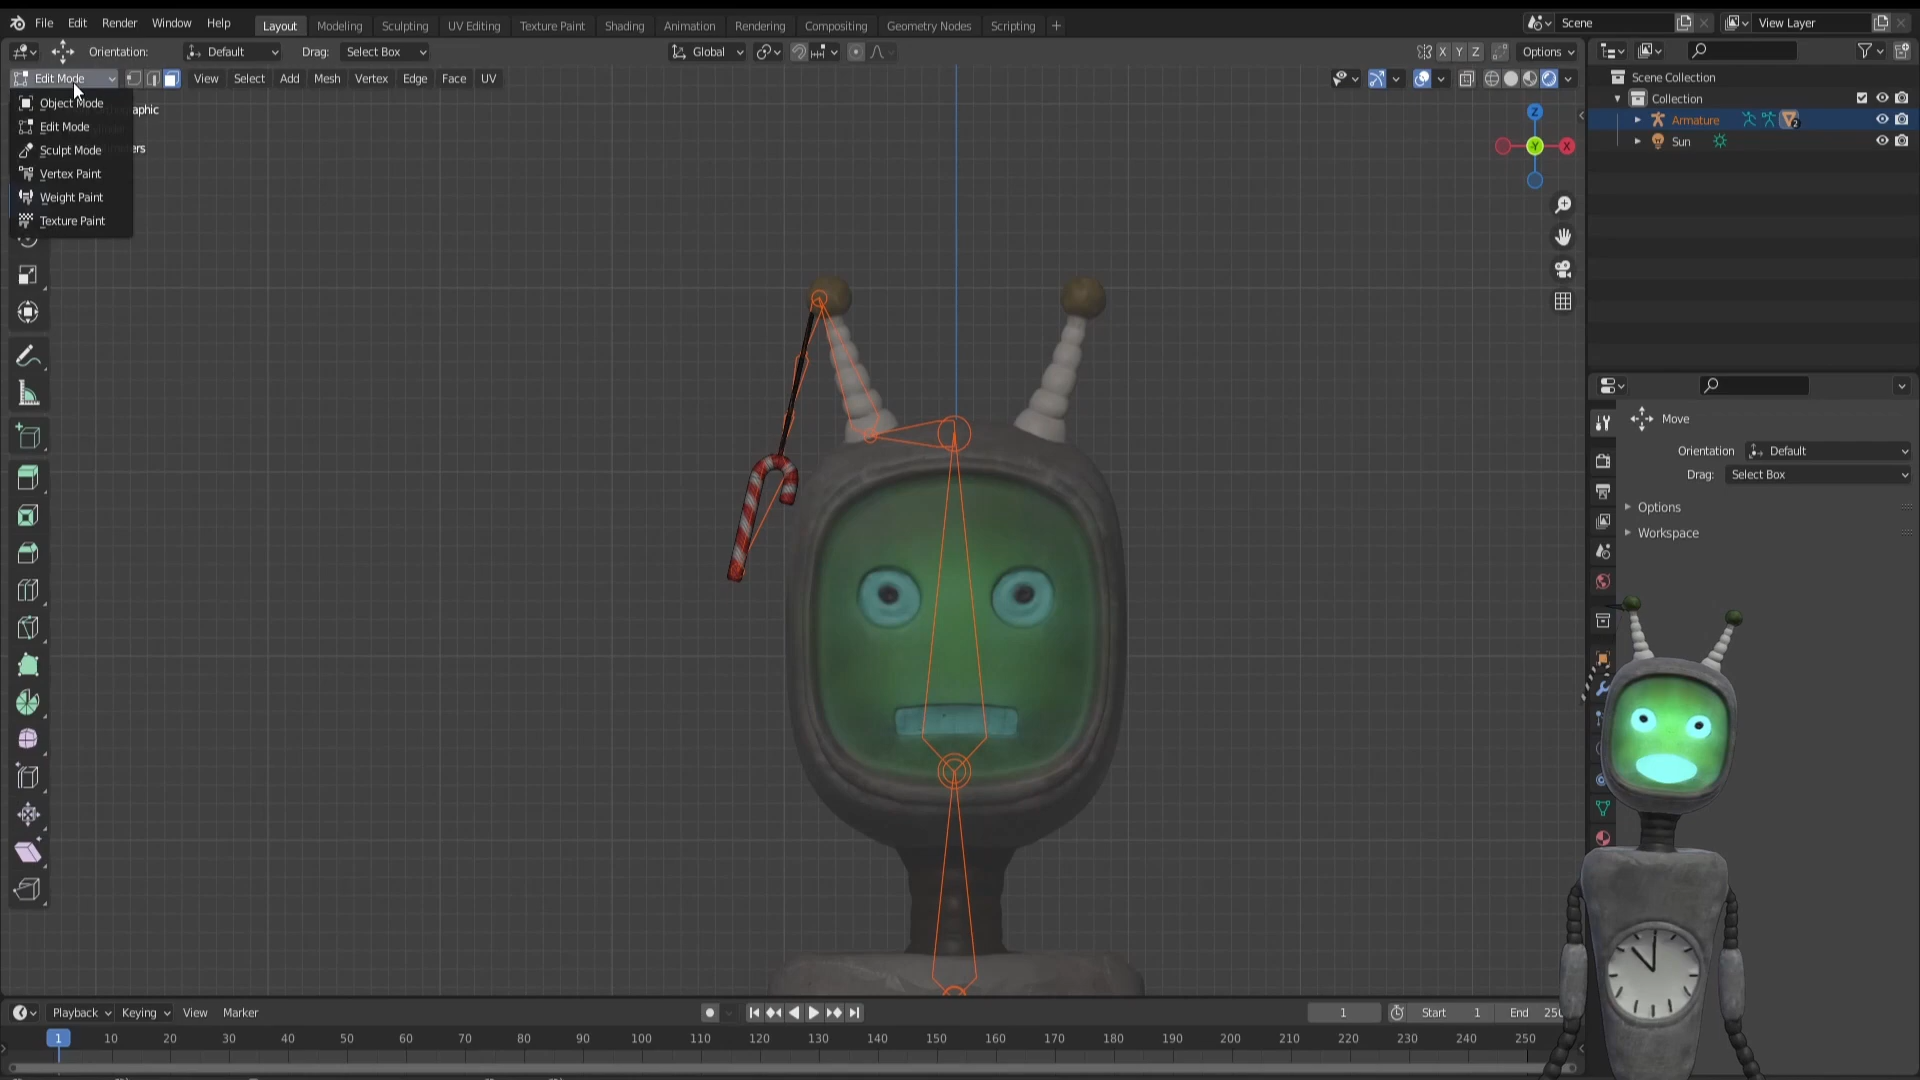 File Edit Render Window Help Layout Modeling Sculpting UV Editing Texture Paint Shading Animation Rendering Compositing Geometry Nodes Scripting + Scene View Layer
Orientation: Default Drag: Select Box Global X Y Z Options
Edit Mode View Select Add Mesh Vertex Edge Face UV
Scene Collection
Collection
Armature 2
Sun
Object Mode
Edit Mode
Sculpt Mode
Vertex Paint
Weight Paint
Texture Paint
Z
Y
X
Move
Orientation Default
Drag: Select Box
Options
Workspace
Playback Keying View Marker 1 Start 1 End 250
1 10 20 30 40 50 60 70 80 90 100 110 120 130 140 150 160 170 180 190 200 210 220 230 240 250